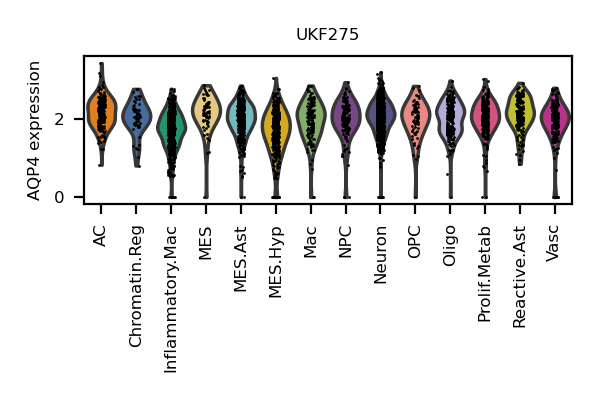 UKF275
AQP4 expression
2
0
AC
Chromatin.Reg
Inflammatory.Mac
MES
MES.Ast
MES.Hyp
Mac
NPC
Neuron
OPC
Oligo
Prolif.Metab
Reactive.Ast
Vasc